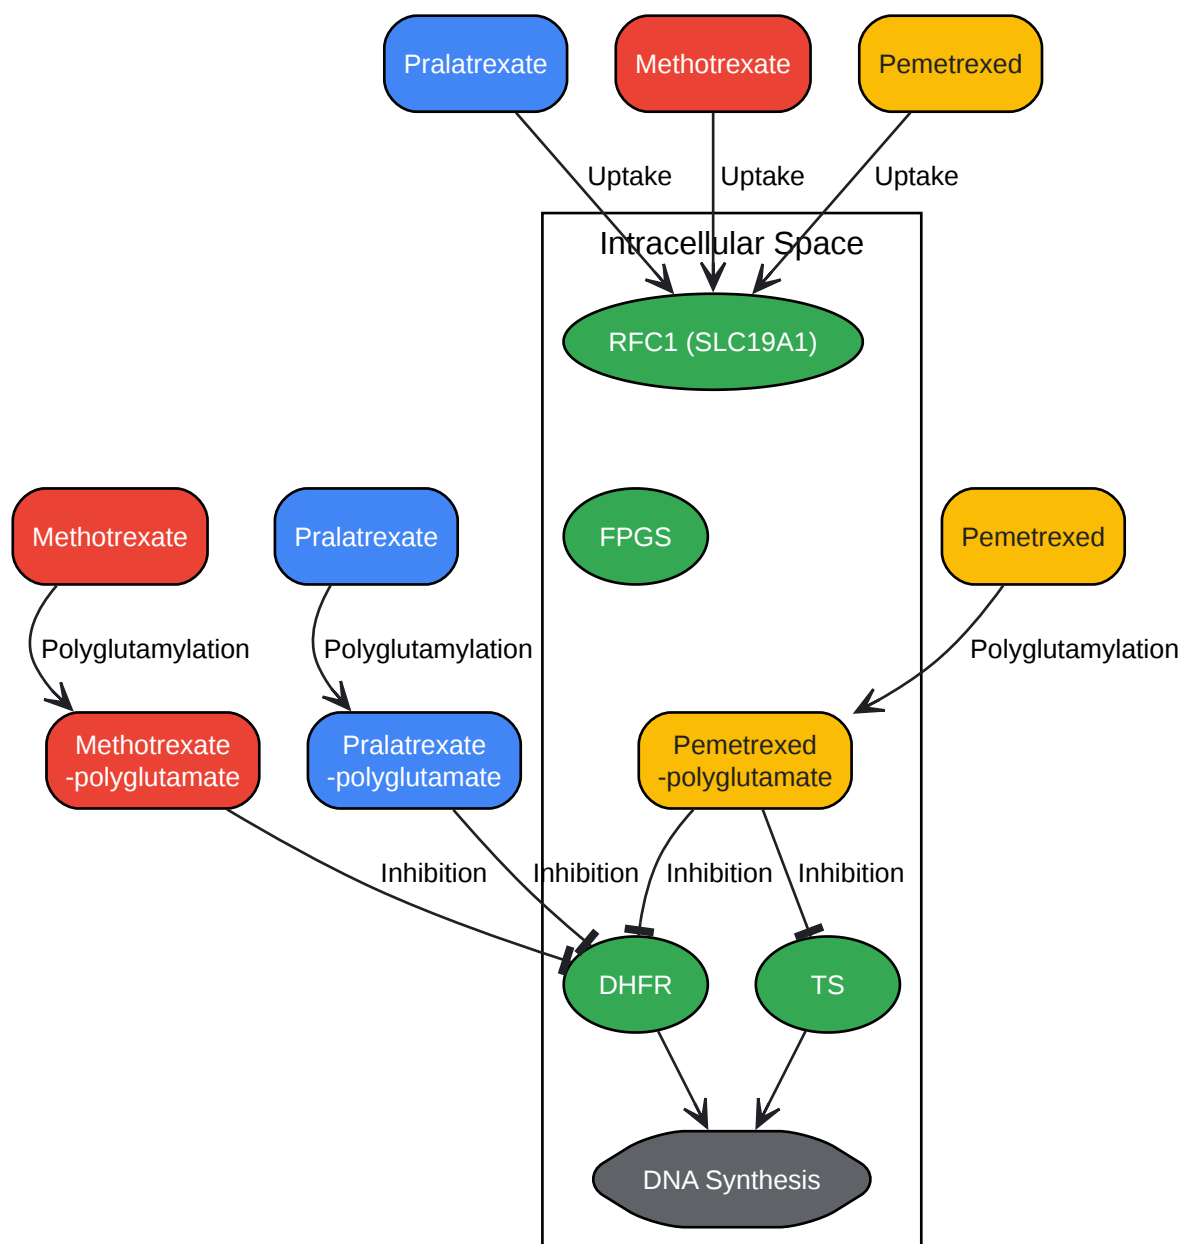 Pralatrexate
Methotrexate
Pemetrexed
Uptake
Uptake
Uptake
Intracellular Space
RFC1 (SLC19A1)
Methotrexate
Pralatrexate
FPGS
Pemetrexed
Polyglutamylation
Polyglutamylation
Polyglutamylation
Methotrexate
-polyglutamate
Pralatrexate
-polyglutamate
Pemetrexed
-polyglutamate
Inhibition
Inhibition
Inhibition
Inhibition
DHFR
TS
DNA Synthesis